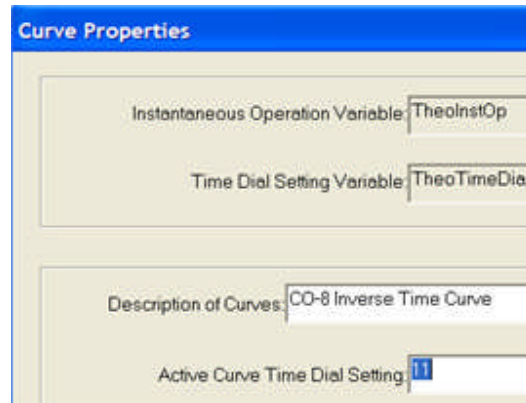 Curve Properties
Instantaneous Operation Variable: TheoInstOp
Time Dial Setting Variable: TheoTimeDia
Description of Curves: CO-8 Inverse Time Curve
Active Curve Time Dial Setting: 11